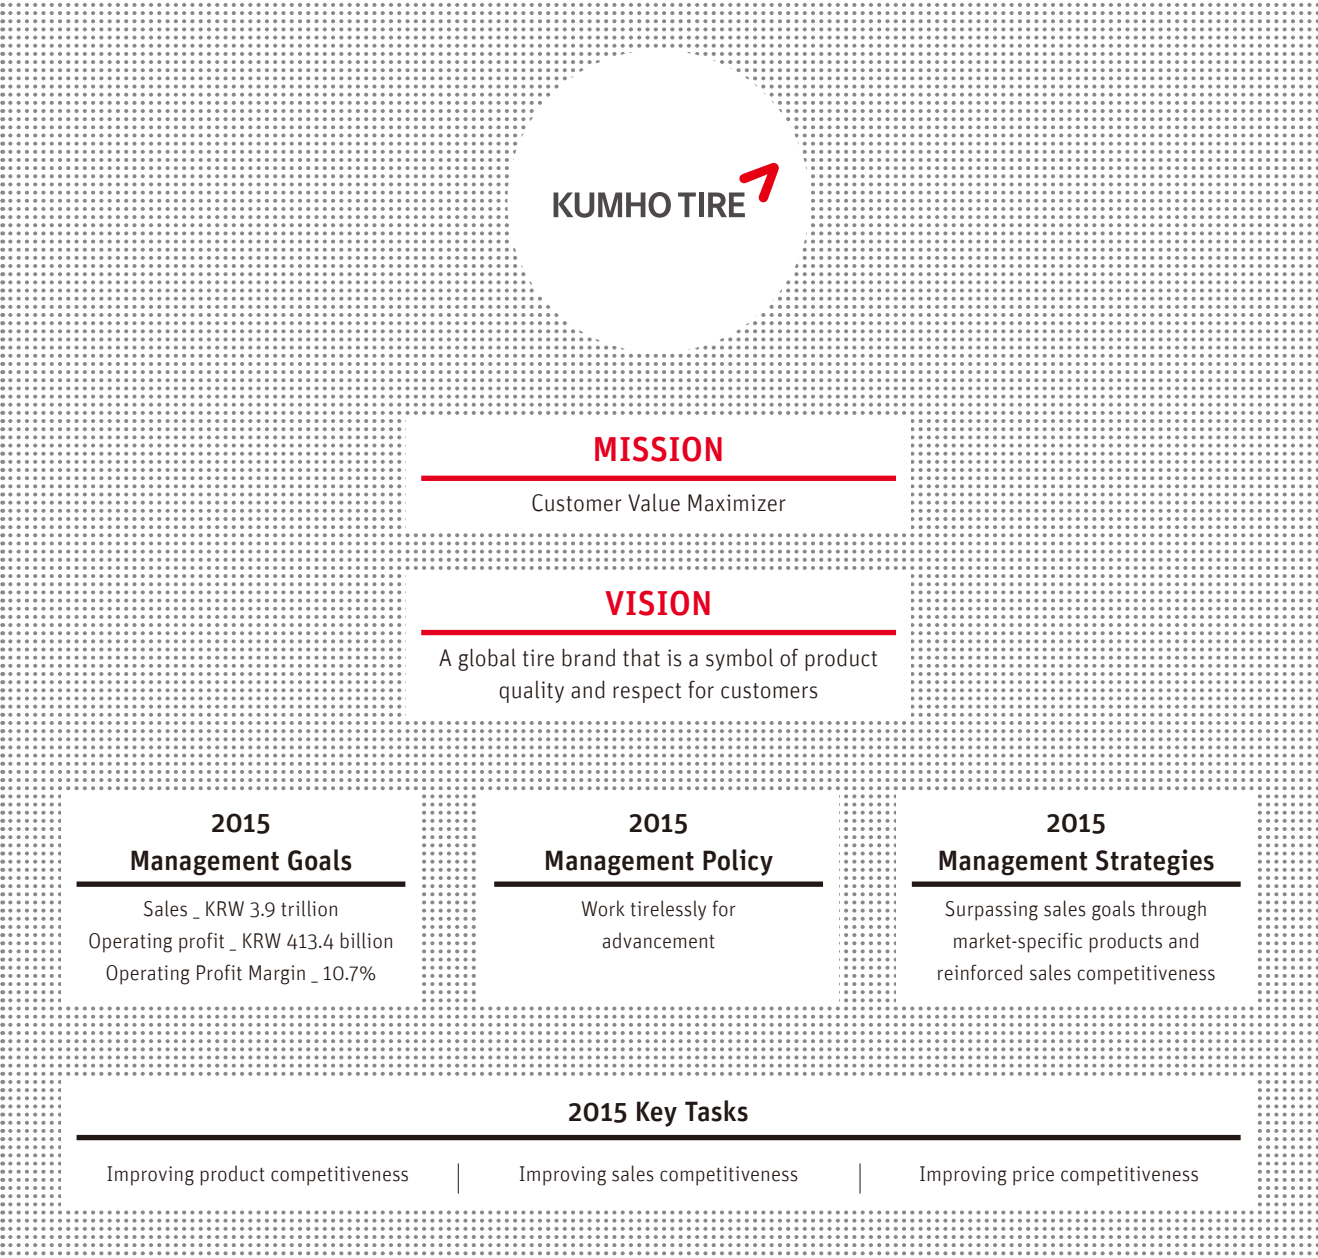 KUMHO TIRE
MISSION
Customer Value Maximizer
VISION
A global tire brand that is a symbol of product
quality and respect for customers
2015
Management Goals
Sales _ KRW 3.9 trillion
Operating profit _ KRW 413.4 billion
Operating Profit Margin _ 10.7%
2015
Management Policy
Work tirelessly for
advancement
2015
Management Strategies
Surpassing sales goals through
market-specific products and
reinforced sales competitiveness
2015 Key Tasks
Improving product competitiveness
Improving sales competitiveness
Improving price competitiveness